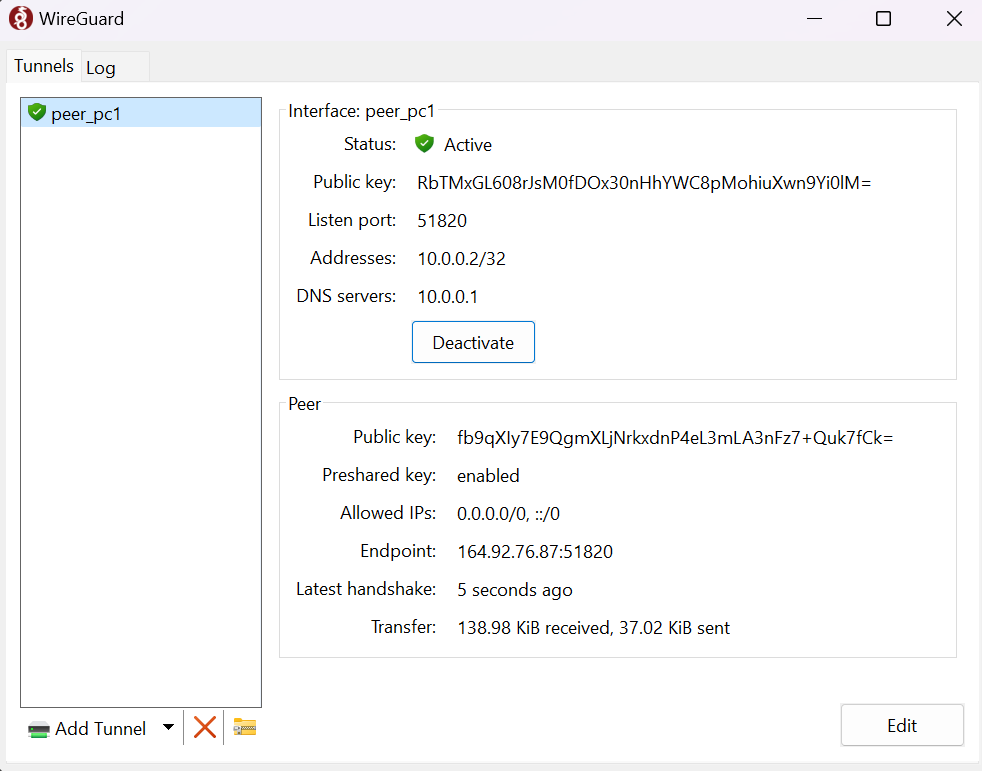 WireGuard
Tunnels
Log
peer_pc1
Interface: peer_pc1
Status: Active
Public key: RbTMxGL608rJsM0fDOx30nHhYWC8pMohiuXwn9Yi0lM=
Listen port: 51820
Addresses: 10.0.0.2/32
DNS servers: 10.0.0.1
Deactivate
Peer
Public key: fb9qXIy7E9QgmXLjNrkxdnP4eL3mLA3nFz7+Quk7fCk=
Preshared key: enabled
Allowed IPs: 0.0.0.0/0, ::/0
Endpoint: 164.92.76.87:51820
Latest handshake: 5 seconds ago
Transfer: 138.98 KiB received, 37.02 KiB sent
Add Tunnel
Edit